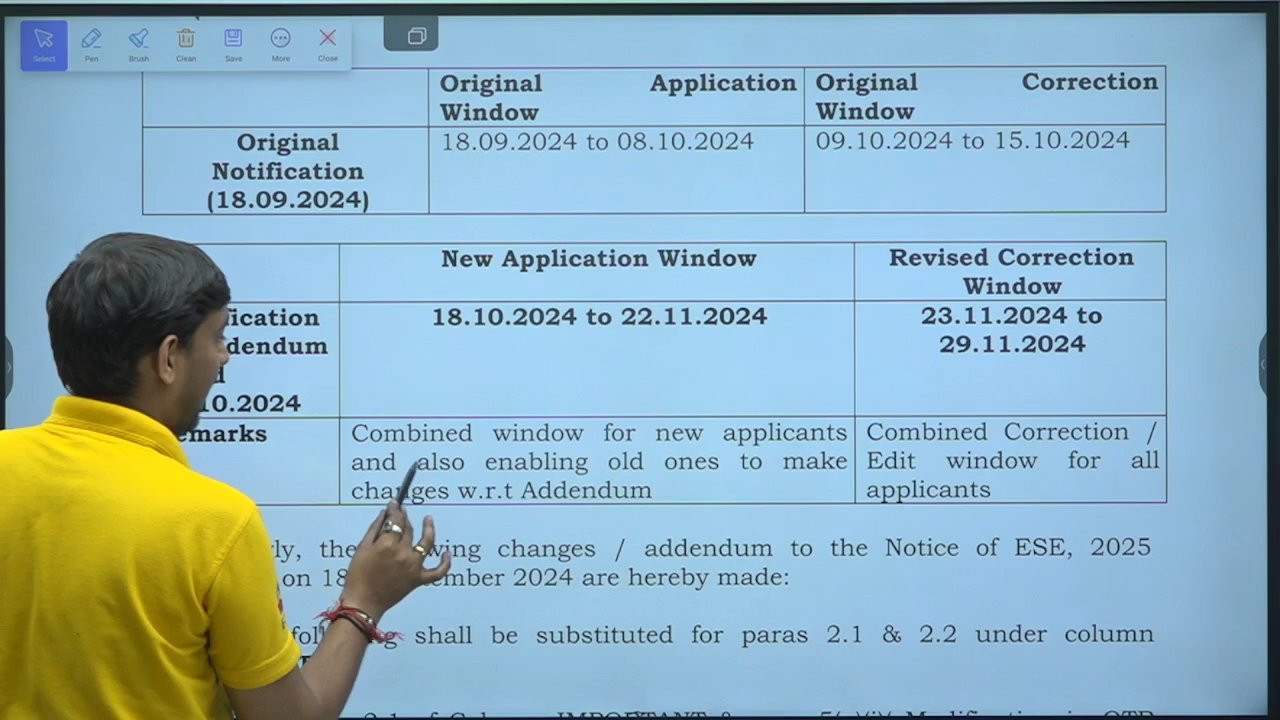 Select Pen Brush Clean Save More Close
Original Application
Window
Original Correction
Window
Original
Notification
(18.09.2024)
18.09.2024 to 08.10.2024
09.10.2024 to 15.10.2024
New Application Window
Revised Correction
Window
18.10.2024 to 22.11.2024
23.11.2024 to
29.11.2024
Combined window for new applicants
and also enabling old ones to make
changes w.r.t Addendum
Combined Correction /
Edit window for all
applicants
changes / addendum to the Notice of ESE, 2025
on 2024 are hereby made:
shall be substituted for paras 2.1 & 2.2 under column